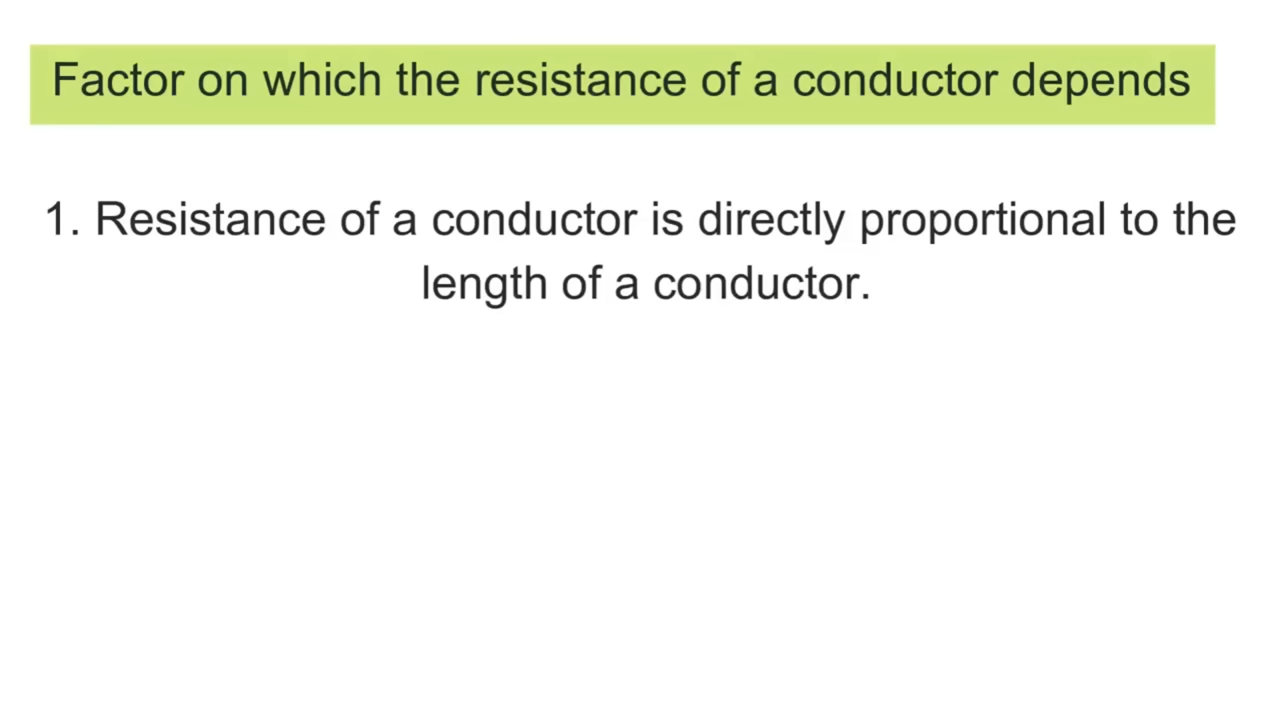 Factor on which the resistance of a conductor depends
1. Resistance of a conductor is directly proportional to the
length of a conductor.